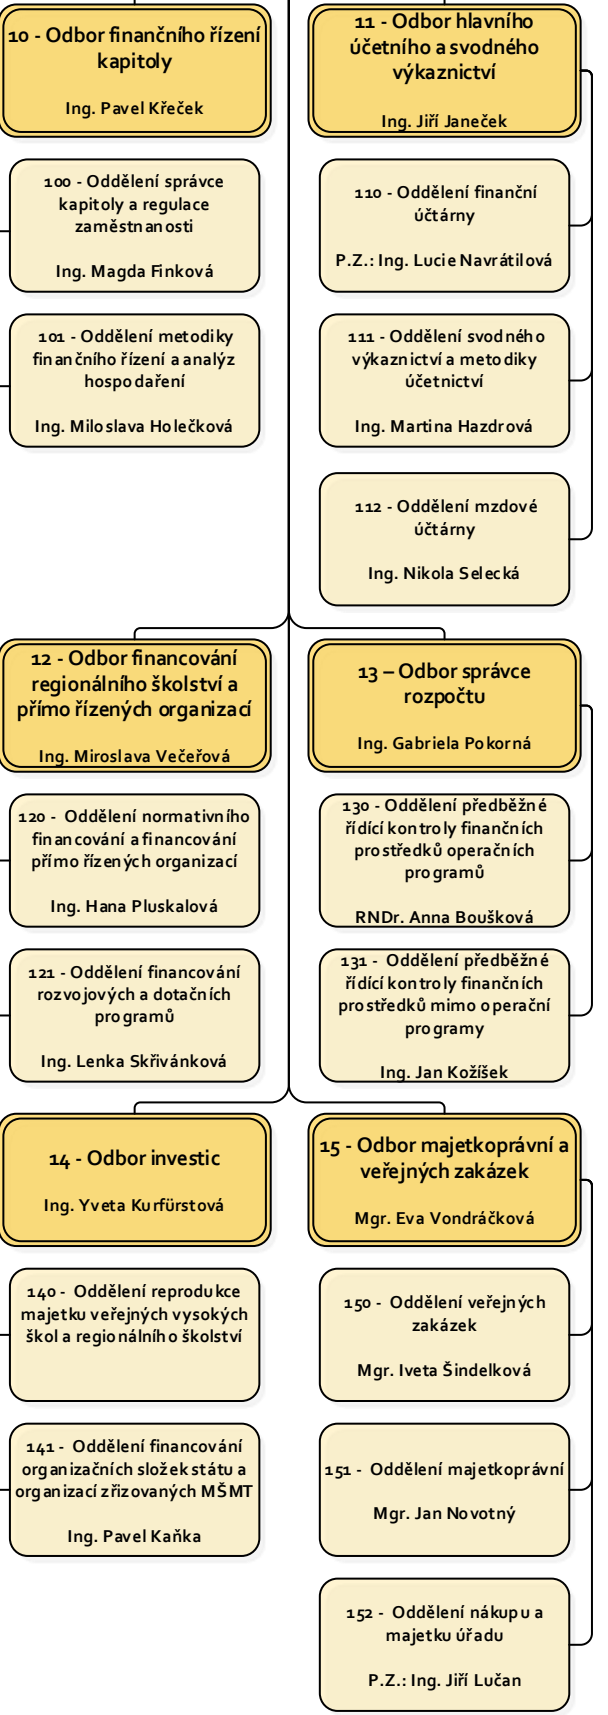 10 - Odbor finančního řízení
kapitoly
Ing. Pavel Křeček
100 - Oddělení správce
kapitoly a regulace
zaměstnanosti
Ing. Magda Finková
101 - Oddělení metodiky
finančního řízení a analýz
hospodaření
Ing. Miloslava Holečková
11 - Odbor hlavního
účetního a svodného
výkaznictví
Ing. Jiří Janeček
110 - Oddělení finanční
účtárny
P.Z.: Ing. Lucie Navrátilová
111 - Oddělení svodného
výkaznictví a metodiky
účetnictví
Ing. Martina Hazdrová
112 - Oddělení mzdové
účtárny
Ing. Nikola Selecká
12 - Odbor financování
regionálního školství a
přímo řízených organizací
Ing. Miroslava Večeřová
120 - Oddělení normativního
financování a financování
přímo řízených organizací
Ing. Hana Pluskalová
121 - Oddělení financování
rozvojových a dotačních
programů
Ing. Lenka Skřivánková
13 – Odbor správce
rozpočtu
Ing. Gabriela Pokorná
130 - Oddělení předběžné
řídící kontroly finančních
prostředků operačních
programů
RNDr. Anna Boušková
131 - Oddělení předběžné
řídící kontroly finančních
prostředků mimo operační
programy
Ing. Jan Kožíšek
14 - Odbor investic
Ing. Yveta Kurfürstová
140 - Oddělení reprodukce
majetku veřejných vysokých
škol a regionálního školství
141 - Oddělení financování
organizačních složek státu a
organizací zřizovaných MŠMT
Ing. Pavel Kaňka
15 - Odbor majetkoprávní a
veřejných zakázek
Mgr. Eva Vondráčková
150 - Oddělení veřejných
zakázek
Mgr. Iveta Šindelková
151 - Oddělení majetkoprávní
Mgr. Jan Novotný
152 - Oddělení nákupu a
majetku úřadu
P.Z.: Ing. Jiří Lučan